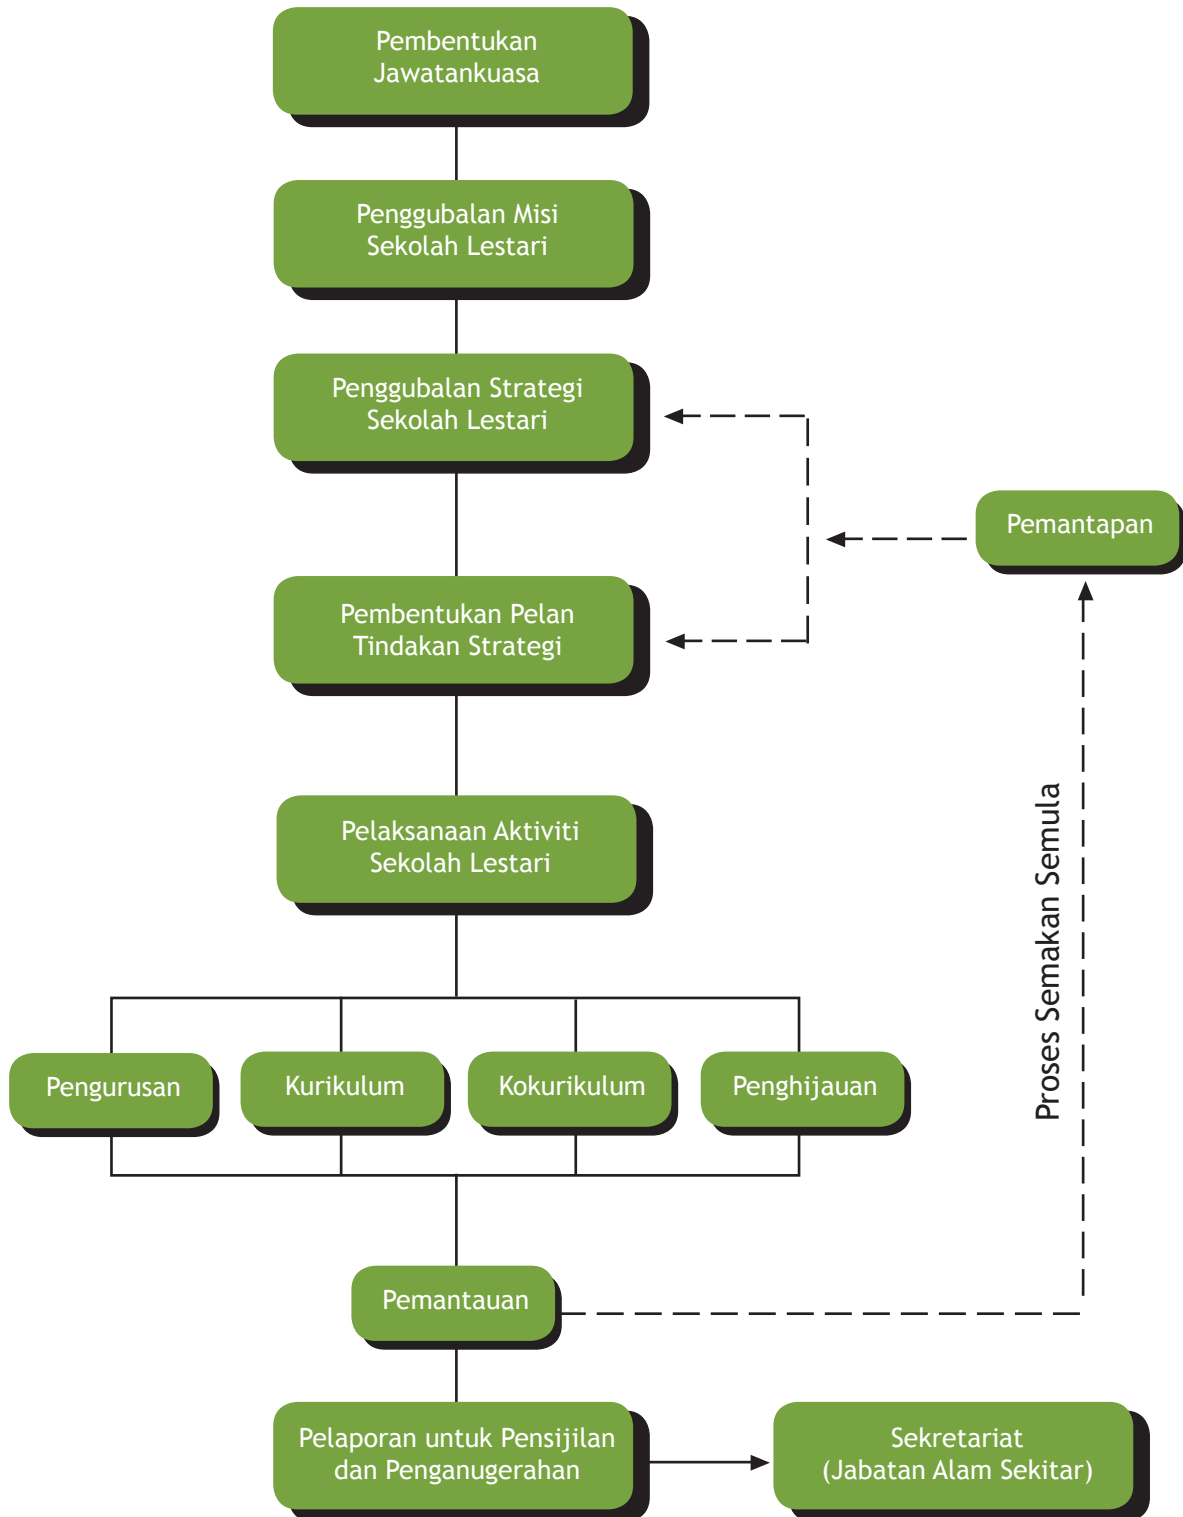 Pembentukan
Jawatankuasa
Penggubalan Misi
Sekolah Lestari
Penggubalan Strategi
Sekolah Lestari
Pemantapan
Pembentukan Pelan
Tindakan Strategi
Pelaksanaan Aktiviti
Sekolah Lestari
Proses Semakan Semula
Pengurusan
Kurikulum
Kokurikulum
Penghijauan
Pemantauan
Pelaporan untuk Pensijilan
dan Penganugerahan
Sekretariat
(Jabatan Alam Sekitar)